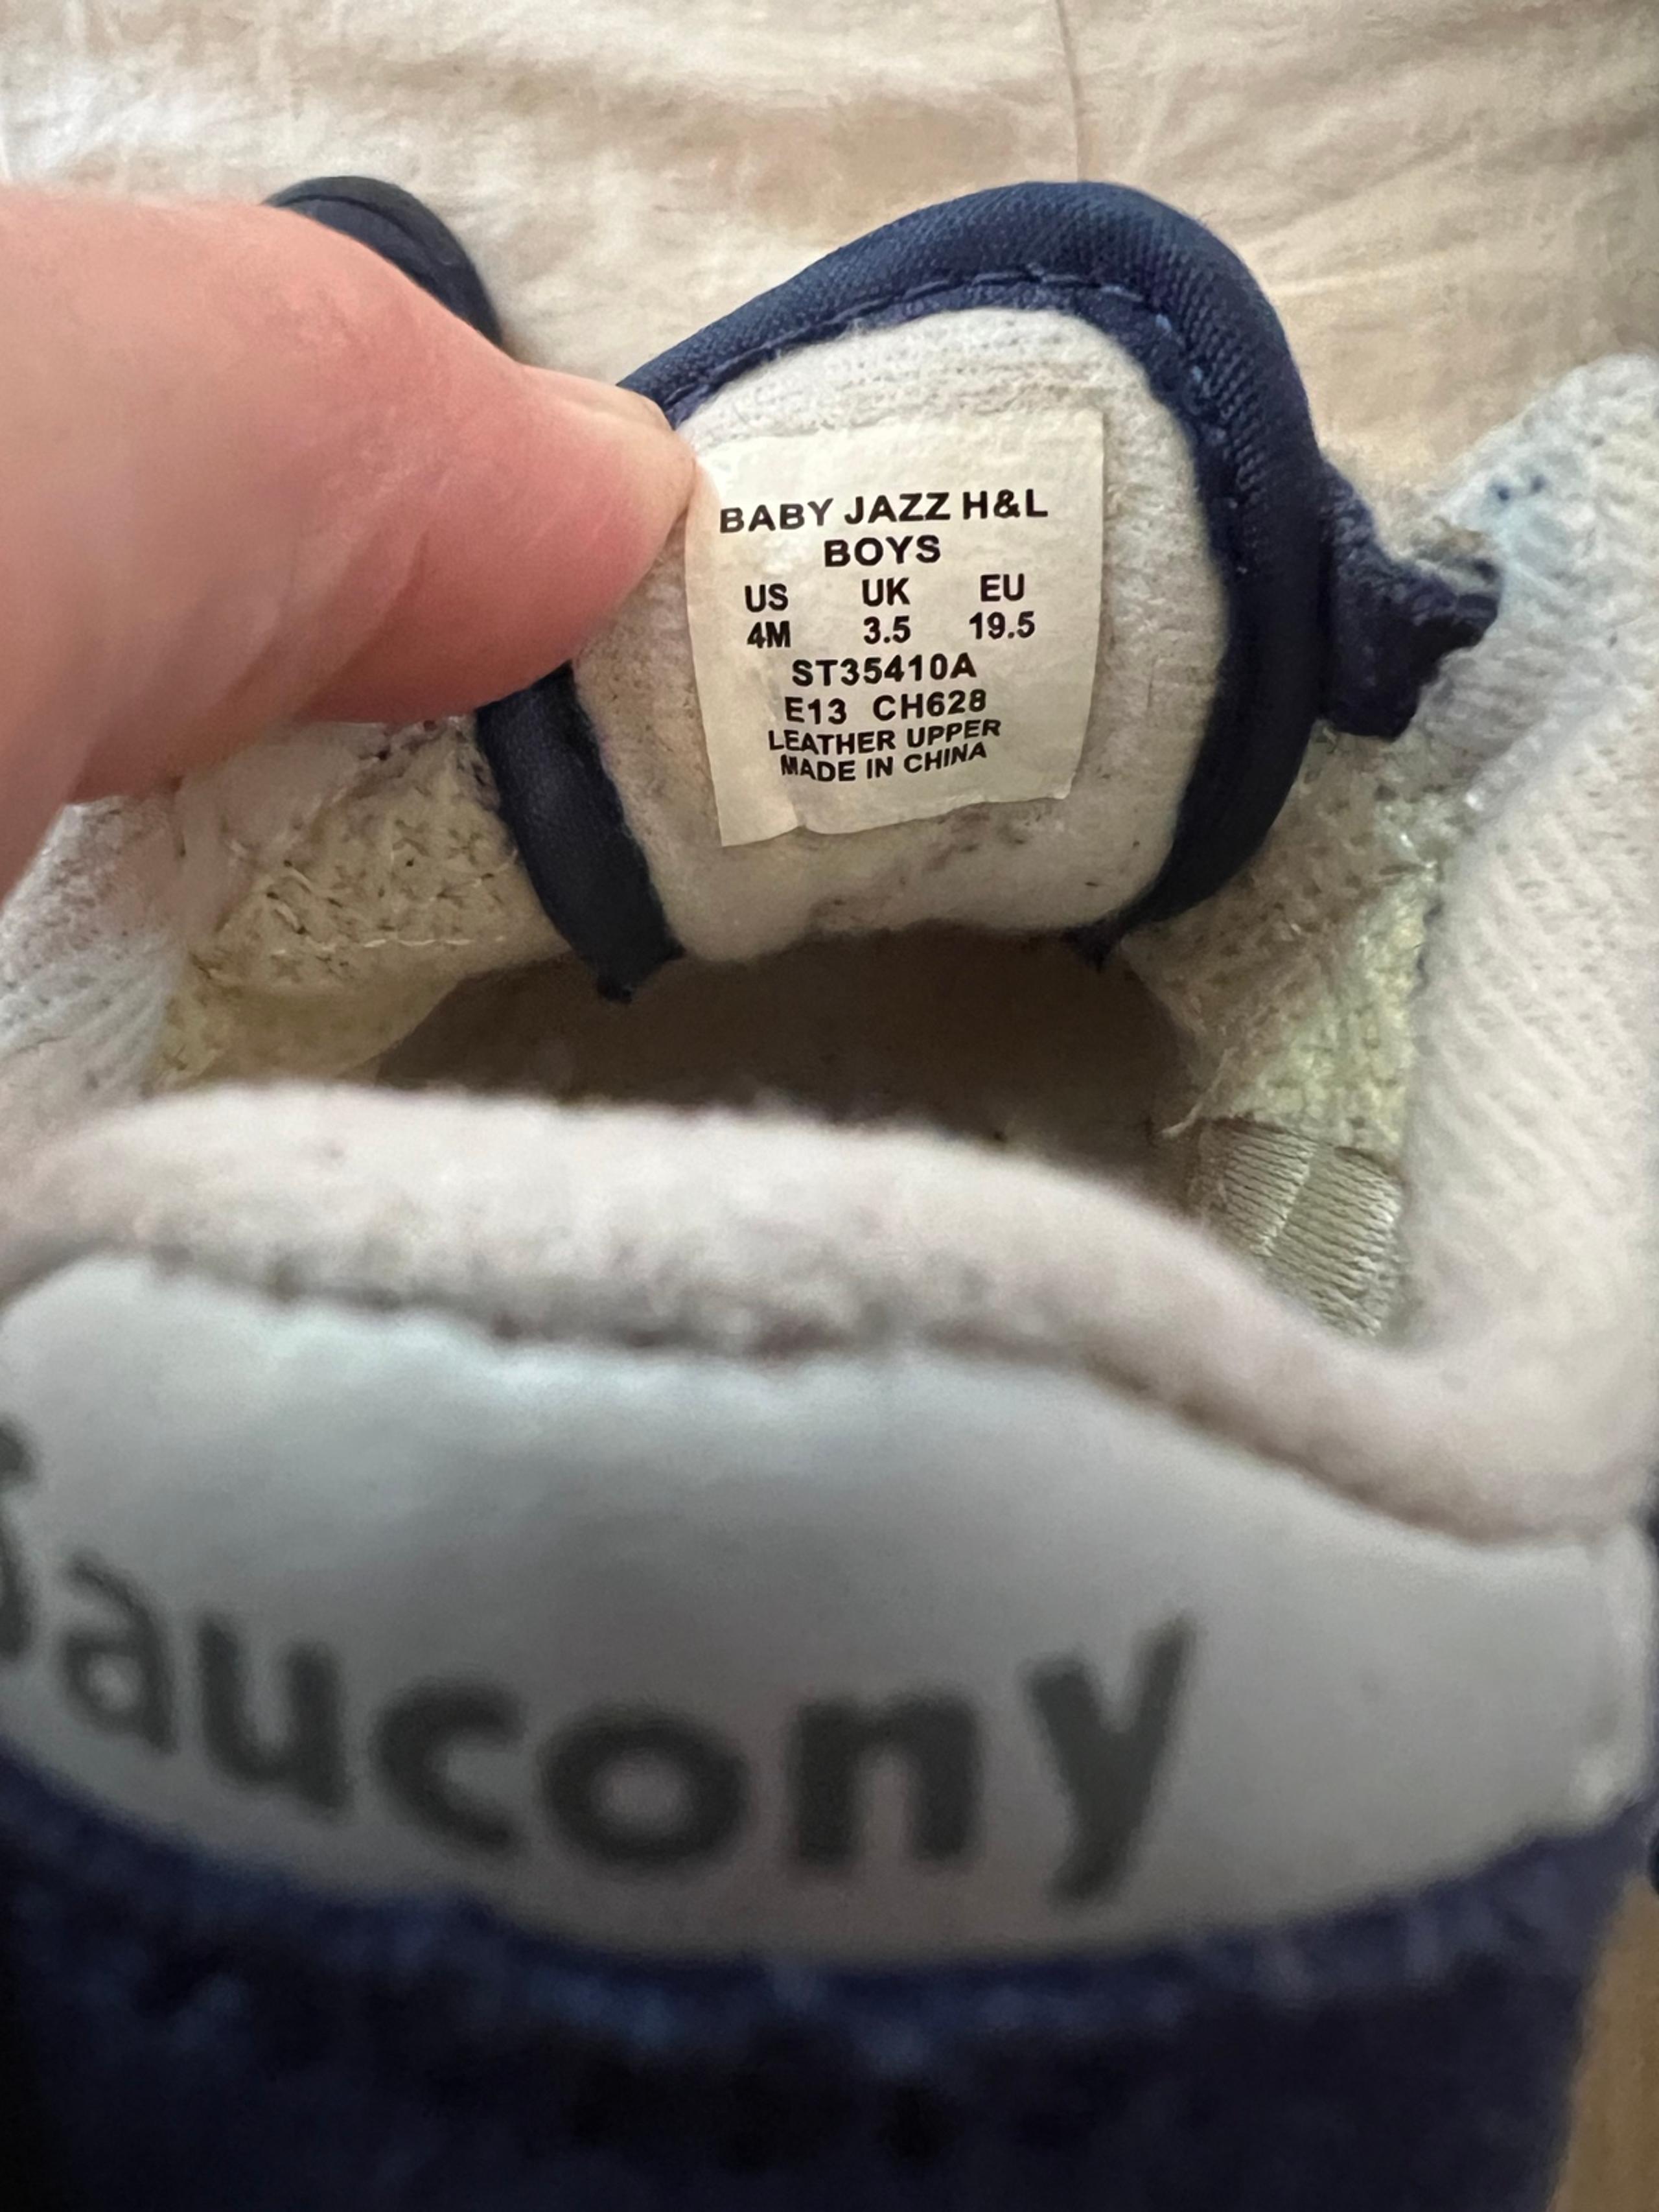 BABY JAZZ H&L
BOYS
US UK EU
4M 3.5 19.5
ST35410A
E13 CH628
LEATHER UPPER
MADE IN CHINA
Saucony